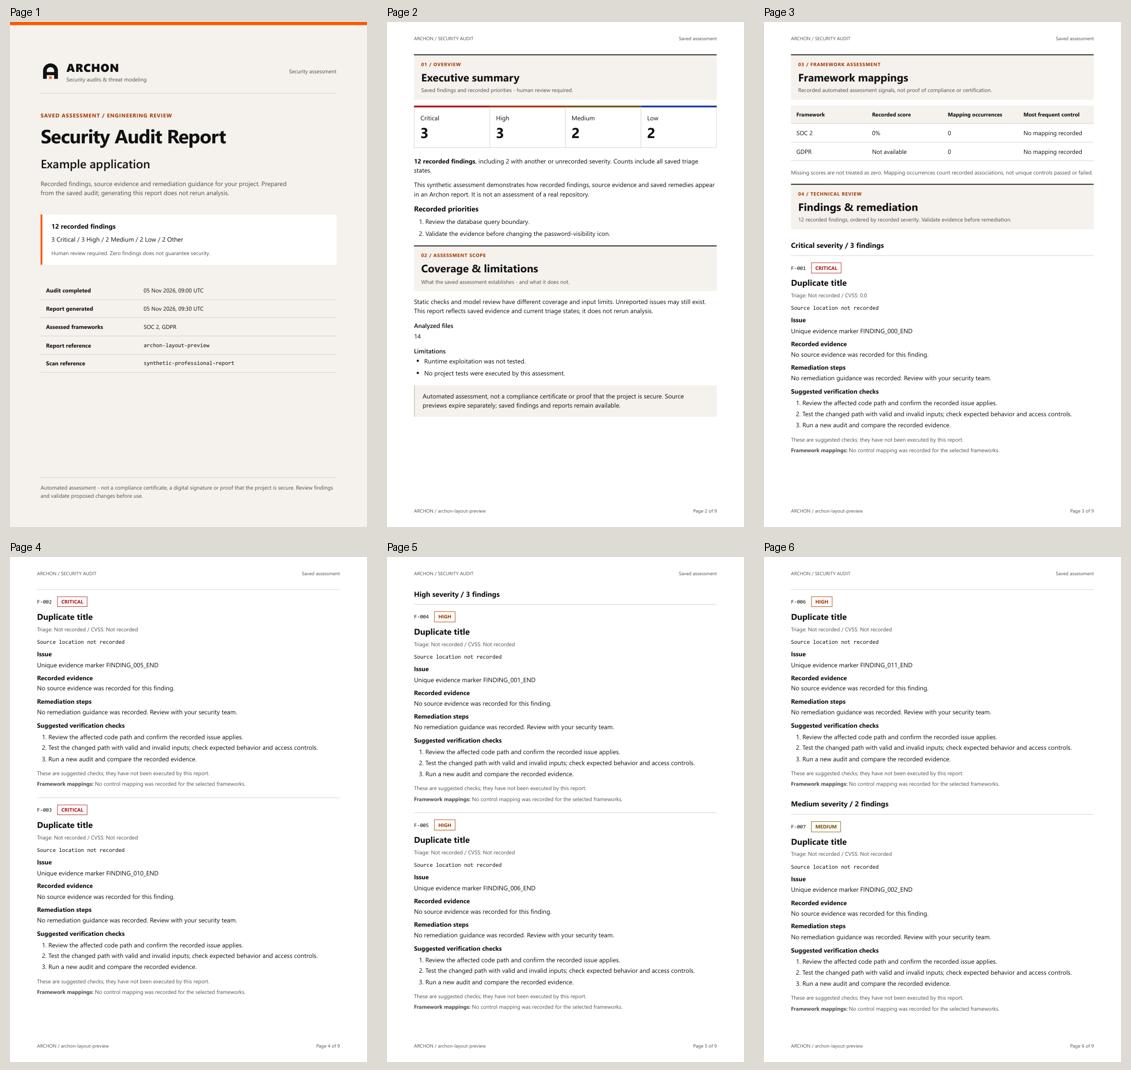 Page 1
ARCHON
Security audits & threat modeling
Security assessment
SAVED ASSESSMENT / ENGINEERING REVIEW
Security Audit Report
Example application
Recorded findings, source evidence and remediation guidance for your project. Prepared
from the saved audit; generating this report does not rerun analysis.
12 recorded findings
3 Critical / 3 High / 2 Medium / 2 Low / 2 Other
Human review required. Zero findings does not guarantee security.
Audit completed 05 Nov 2026, 09:00 UTC
Report generated 05 Nov 2026, 09:30 UTC
Assessed frameworks SOC 2, GDPR
Report reference archon-layout-preview
Scan reference synthetic-professional-report
Automated assessment - not a compliance certificate, a digital signature or proof that the project is secure. Review findings
and validate proposed changes before use.
Page 2
ARCHON / SECURITY AUDIT Saved assessment
01 / OVERVIEW
Executive summary
Saved findings and recorded priorities - human review required.
Critical High Medium Low
3 3 2 2
12 recorded findings, including 2 with another or unrecorded severity. Counts include all saved triage
states.
This synthetic assessment demonstrates how recorded findings, source evidence and saved remedies appear
in an Archon report. It is not an assessment of a real repository.
Recorded priorities
1. Review the database query boundary.
2. Validate the evidence before changing the password-visibility icon.
02 / ASSESSMENT SCOPE
Coverage & limitations
What the saved assessment establishes - and what it does not.
Static checks and model review have different coverage and input limits. Unreported issues may still exist.
This report reflects saved evidence and current triage states; it does not rerun analysis.
Analyzed files
14
Limitations
• Runtime exploitation was not tested.
• No project tests were executed by this assessment.
Automated assessment, not a compliance certificate or proof that the project is secure. Source
previews expire separately; saved findings and reports remain available.
ARCHON / archon-layout-preview Page 2 of 9
Page 3
ARCHON / SECURITY AUDIT Saved assessment
03 / FRAMEWORK ASSESSMENT
Framework mappings
Recorded automated assessment signals, not proof of compliance or certification.
Framework Recorded score Mapping occurrences Most frequent control
SOC 2 0% 0 No mapping recorded
GDPR Not available 0 No mapping recorded
Missing scores are not treated as zero. Mapping occurrences count recorded associations, not unique controls passed or failed.
04 / TECHNICAL REVIEW
Findings & remediation
12 recorded findings, ordered by recorded severity. Validate evidence before remediation.
Critical severity / 3 findings
F-001 CRITICAL
Duplicate title
Triage: Not recorded / CVSS: 0.0
Source location not recorded
Issue
Unique evidence marker FINDING_000_END
Recorded evidence
No source evidence was recorded for this finding.
Remediation steps
No remediation guidance was recorded. Review with your security team.
Suggested verification checks
1. Review the affected code path and confirm the recorded issue applies.
2. Test the changed path with valid and invalid inputs; check expected behavior and access controls.
3. Run a new audit and compare the recorded evidence.
These are suggested checks; they have not been executed by this report.
Framework mappings: No control mapping was recorded for the selected frameworks.
ARCHON / archon-layout-preview Page 3 of 9
Page 4
ARCHON / SECURITY AUDIT Saved assessment
F-002 CRITICAL
Duplicate title
Triage: Not recorded / CVSS: Not recorded
Source location not recorded
Issue
Unique evidence marker FINDING_005_END
Recorded evidence
No source evidence was recorded for this finding.
Remediation steps
No remediation guidance was recorded. Review with your security team.
Suggested verification checks
1. Review the affected code path and confirm the recorded issue applies.
2. Test the changed path with valid and invalid inputs; check expected behavior and access controls.
3. Run a new audit and compare the recorded evidence.
These are suggested checks; they have not been executed by this report.
Framework mappings: No control mapping was recorded for the selected frameworks.
F-003 CRITICAL
Duplicate title
Triage: Not recorded / CVSS: Not recorded
Source location not recorded
Issue
Unique evidence marker FINDING_010_END
Recorded evidence
No source evidence was recorded for this finding.
Remediation steps
No remediation guidance was recorded. Review with your security team.
Suggested verification checks
1. Review the affected code path and confirm the recorded issue applies.
2. Test the changed path with valid and invalid inputs; check expected behavior and access controls.
3. Run a new audit and compare the recorded evidence.
These are suggested checks; they have not been executed by this report.
Framework mappings: No control mapping was recorded for the selected frameworks.
ARCHON / archon-layout-preview Page 4 of 9
Page 5
ARCHON / SECURITY AUDIT Saved assessment
High severity / 3 findings
F-004 HIGH
Duplicate title
Triage: Not recorded / CVSS: Not recorded
Source location not recorded
Issue
Unique evidence marker FINDING_001_END
Recorded evidence
No source evidence was recorded for this finding.
Remediation steps
No remediation guidance was recorded. Review with your security team.
Suggested verification checks
1. Review the affected code path and confirm the recorded issue applies.
2. Test the changed path with valid and invalid inputs; check expected behavior and access controls.
3. Run a new audit and compare the recorded evidence.
These are suggested checks; they have not been executed by this report.
Framework mappings: No control mapping was recorded for the selected frameworks.
F-005 HIGH
Duplicate title
Triage: Not recorded / CVSS: Not recorded
Source location not recorded
Issue
Unique evidence marker FINDING_006_END
Recorded evidence
No source evidence was recorded for this finding.
Remediation steps
No remediation guidance was recorded. Review with your security team.
Suggested verification checks
1. Review the affected code path and confirm the recorded issue applies.
2. Test the changed path with valid and invalid inputs; check expected behavior and access controls.
3. Run a new audit and compare the recorded evidence.
These are suggested checks; they have not been executed by this report.
Framework mappings: No control mapping was recorded for the selected frameworks.
ARCHON / archon-layout-preview Page 5 of 9
Page 6
ARCHON / SECURITY AUDIT Saved assessment
F-006 HIGH
Duplicate title
Triage: Not recorded / CVSS: Not recorded
Source location not recorded
Issue
Unique evidence marker FINDING_011_END
Recorded evidence
No source evidence was recorded for this finding.
Remediation steps
No remediation guidance was recorded. Review with your security team.
Suggested verification checks
1. Review the affected code path and confirm the recorded issue applies.
2. Test the changed path with valid and invalid inputs; check expected behavior and access controls.
3. Run a new audit and compare the recorded evidence.
These are suggested checks; they have not been executed by this report.
Framework mappings: No control mapping was recorded for the selected frameworks.
Medium severity / 2 findings
F-007 MEDIUM
Duplicate title
Triage: Not recorded / CVSS: Not recorded
Source location not recorded
Issue
Unique evidence marker FINDING_002_END
Recorded evidence
No source evidence was recorded for this finding.
Remediation steps
No remediation guidance was recorded. Review with your security team.
Suggested verification checks
1. Review the affected code path and confirm the recorded issue applies.
2. Test the changed path with valid and invalid inputs; check expected behavior and access controls.
3. Run a new audit and compare the recorded evidence.
These are suggested checks; they have not been executed by this report.
Framework mappings: No control mapping was recorded for the selected frameworks.
ARCHON / archon-layout-preview Page 6 of 9